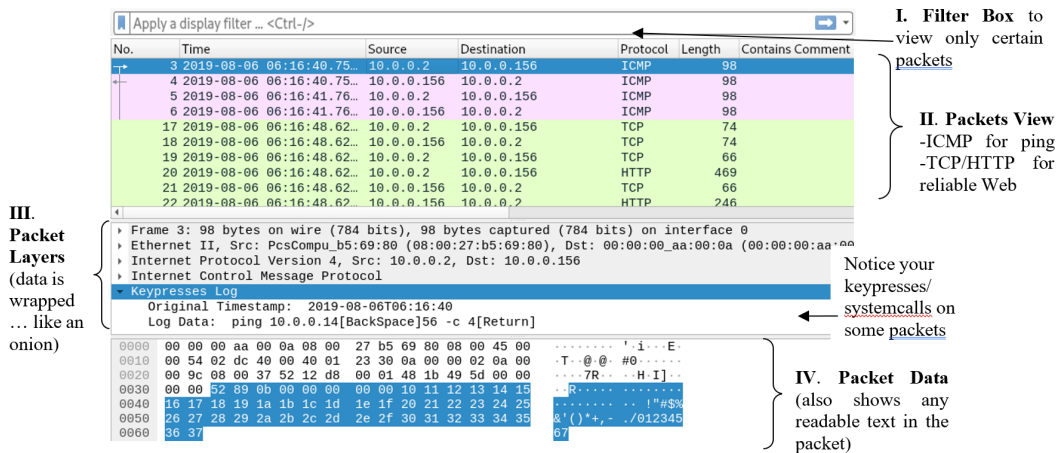 Apply a display filter ... <Ctrl-/>
I. Filter Box to
view only certain
packets
No. Time Source Destination Protocol Length Contains Comment
3 2019-08-06 06:16:40.75… 10.0.0.2 10.0.0.156 ICMP 98
4 2019-08-06 06:16:40.75… 10.0.0.156 10.0.0.2 ICMP 98
5 2019-08-06 06:16:41.76… 10.0.0.2 10.0.0.156 ICMP 98
6 2019-08-06 06:16:41.76… 10.0.0.156 10.0.0.2 ICMP 98
17 2019-08-06 06:16:48.62… 10.0.0.2 10.0.0.156 TCP 74
18 2019-08-06 06:16:48.62… 10.0.0.156 10.0.0.2 TCP 74
19 2019-08-06 06:16:48.62… 10.0.0.2 10.0.0.156 TCP 66
20 2019-08-06 06:16:48.62… 10.0.0.2 10.0.0.156 HTTP 469
21 2019-08-06 06:16:48.62… 10.0.0.156 10.0.0.2 TCP 66
22 2019-08-06 06:16:48.62… 10.0.0.156 10.0.0.2 HTTP 246
II. Packets View
-ICMP for ping
-TCP/HTTP for
reliable Web
III.
Packet
Layers
(data is
wrapped
… like an
onion)
Frame 3: 98 bytes on wire (784 bits), 98 bytes captured (784 bits) on interface 0
Ethernet II, Src: PcsCompu_b5:69:80 (08:00:27:b5:69:80), Dst: 00:00:00_aa:00:0a (00:00:00:aa:00
Internet Protocol Version 4, Src: 10.0.0.2, Dst: 10.0.0.156
Internet Control Message Protocol
Keypresses Log
Original Timestamp: 2019-08-06T06:16:40
Log Data: ping 10.0.0.14[BackSpace]56 -c 4[Return]
Notice your
keypresses/
systemcalls on
some packets
0000 00 00 00 aa 00 0a 08 00 27 b5 69 80 08 00 45 00 ········ '·i···E·
0010 00 54 02 dc 40 00 40 01 23 30 0a 00 00 02 0a 00 ·T··@·@· #0······
0020 00 9c 08 00 37 52 12 d8 00 01 48 1b 49 5d 00 00 ····7R·· ··H·I]··
0030 00 00 52 89 0b 00 00 00 00 00 10 11 12 13 14 15 ··R····· ········
0040 16 17 18 19 1a 1b 1c 1d 1e 1f 20 21 22 23 24 25 ········ ·· !"#$%
0050 26 27 28 29 2a 2b 2c 2d 2e 2f 30 31 32 33 34 35 &'()*+,- ./012345
0060 36 37 67
IV. Packet Data
(also shows any
readable text in the
packet)